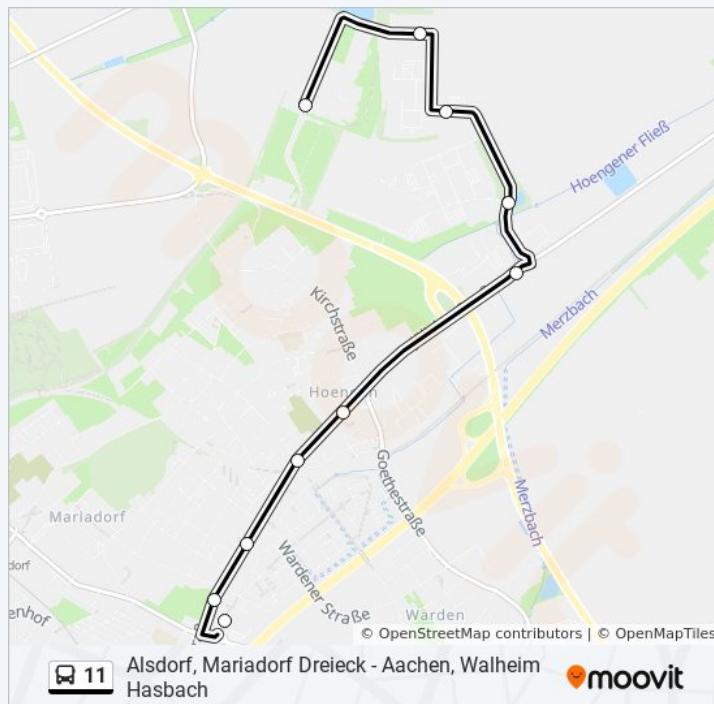 Hoengener Fließ
Merzbach
Kirchstraße
Hoengen
Goethestraße
Merzbach
Mariadorf
Wardener Straße
dorf
enhof
Warden
© OpenStreetMap contributors | © OpenMapTiles
11
Alsdorf, Mariadorf Dreieck - Aachen, Walheim
Hasbach
moovit